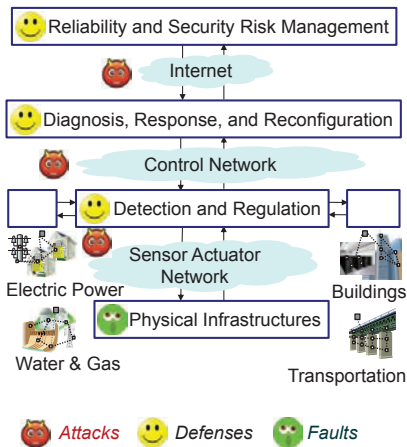 Reliability and Security Risk Management
Internet
Diagnosis, Response, and Reconfiguration
Control Network
Detection and Regulation
Sensor Actuator
Network
Electric Power
Buildings
Physical Infrastructures
Water & Gas
Transportation
Attacks
Defenses
Faults